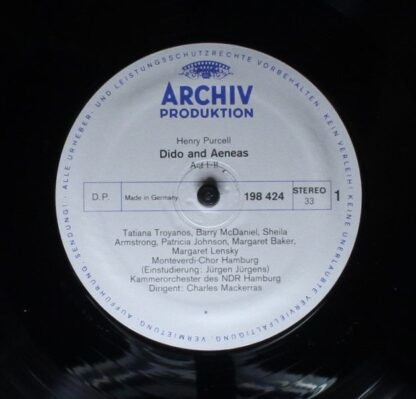 ALLE URHEBER- UND LEISTUNGSSCHUTZRECHTE VORBEHALTEN. KEIN VERLEIH! KEINE UNERLAUBTE VERVIELFÄLTIGUNG, VERMIETUNG, AUFFÜHRUNG, SENDUNG!
ARCHIV
PRODUKTION
Henry Purcell
Dido and Aeneas
Act I-II
D.P.
Made in Germany
198 424
STEREO
33
1
Tatiana Troyanos, Barry McDaniel, Sheila
Armstrong, Patricia Johnson, Margaret Baker,
Margaret Lensky
Monteverdi-Chor Hamburg
(Einstudierung: Jürgen Jürgens)
Kammerorchester des NDR Hamburg
Dirigent: Charles Mackerras